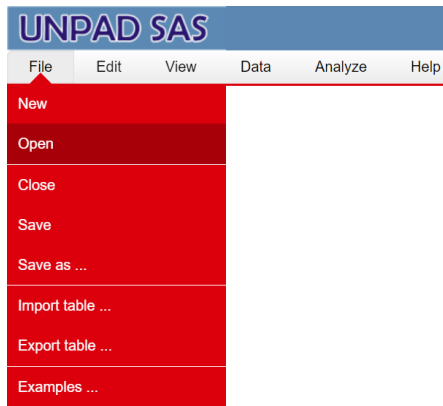 UNPAD SAS
File Edit View Data Analyze Help
New
Open
Close
Save
Save as ...
Import table ...
Export table ...
Examples ...